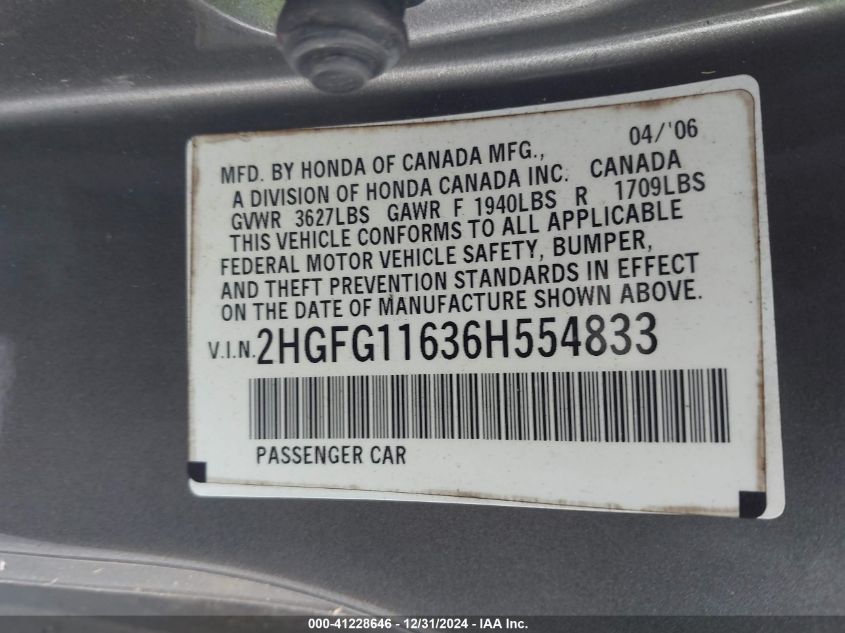 04/'06
MFD. BY HONDA OF CANADA MFG.,
A DIVISION OF HONDA CANADA INC. CANADA
GVWR 3627LBS GAWR F 1940LBS R 1709LBS
THIS VEHICLE CONFORMS TO ALL APPLICABLE
FEDERAL MOTOR VEHICLE SAFETY, BUMPER,
AND THEFT PREVENTION STANDARDS IN EFFECT
ON THE DATE OF MANUFACTURE SHOWN ABOVE.
V.I.N. 2HGFG11636H554833
PASSENGER CAR
000-41228646 - 12/31/2024 - IAA Inc.